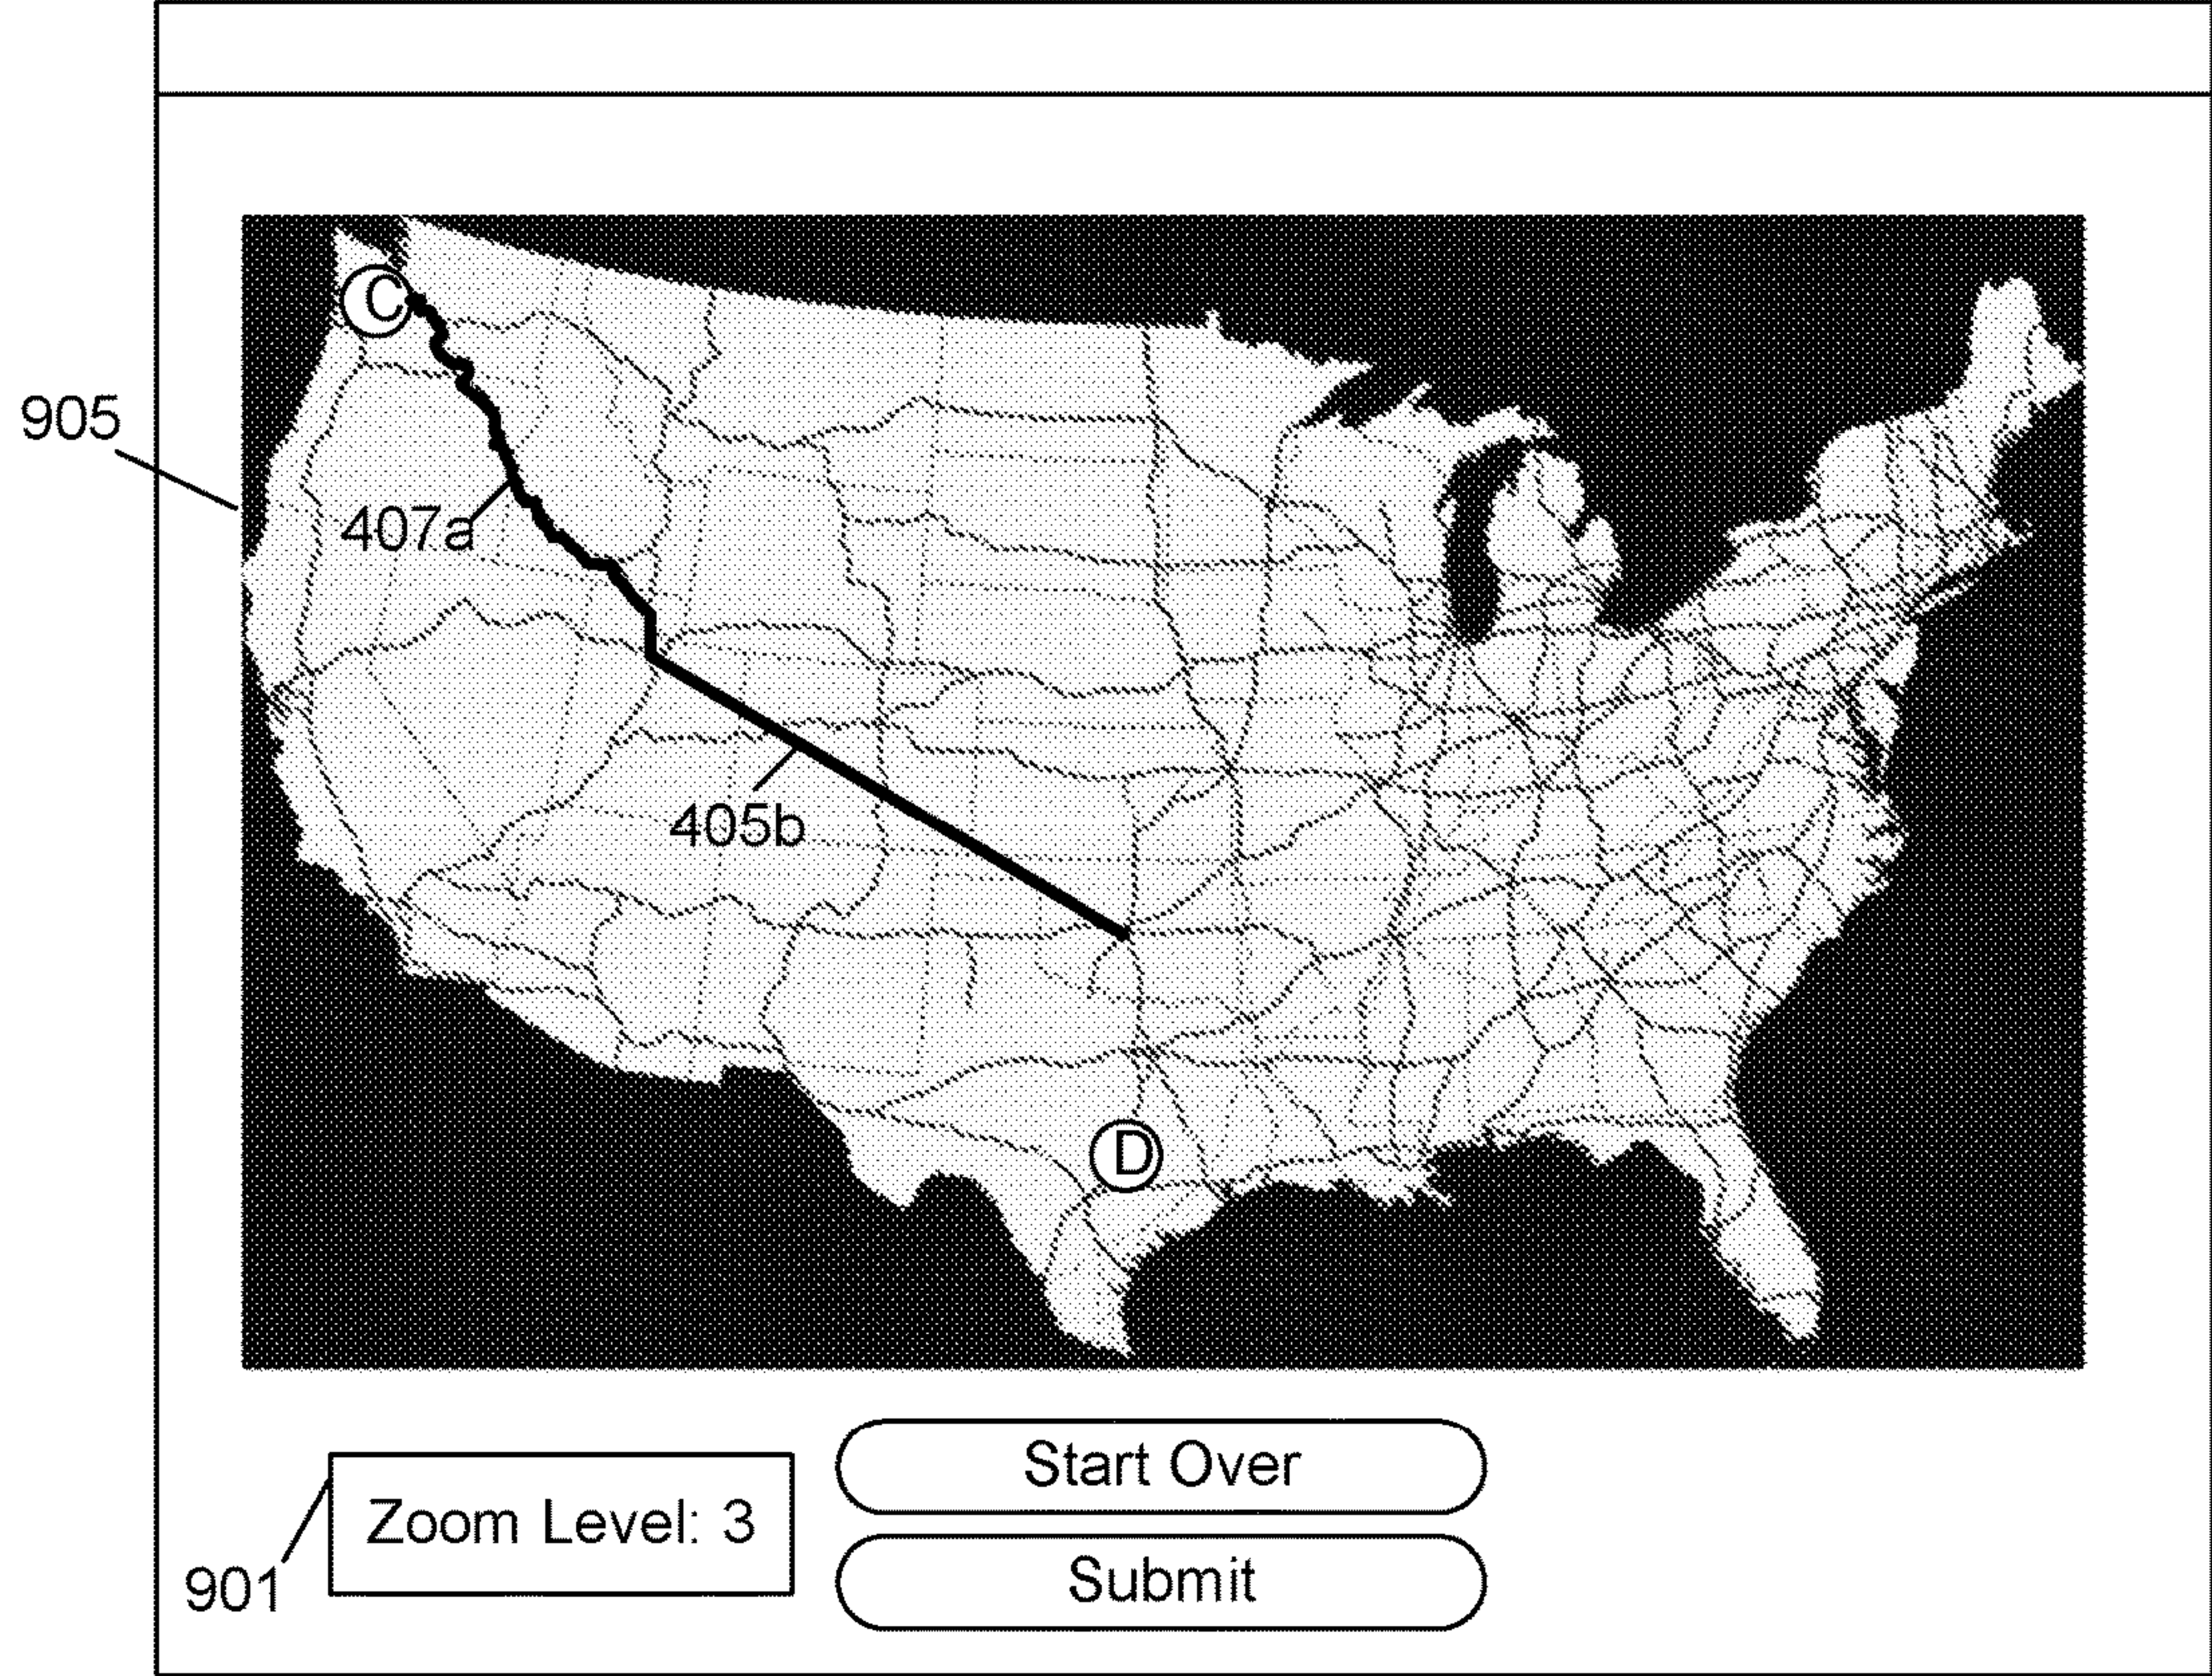 C
905
407a
405b
D
Start Over
Zoom Level: 3
Submit
901